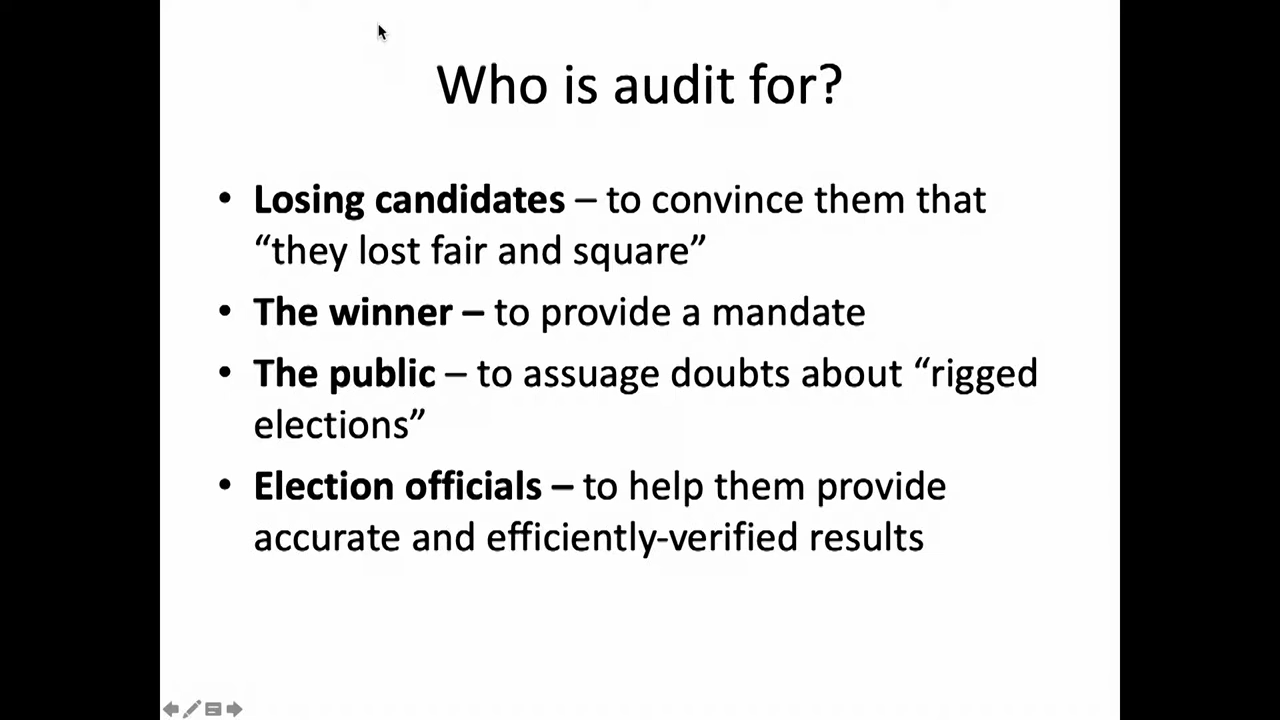 Who is audit for?
• Losing candidates – to convince them that
“they lost fair and square”
• The winner – to provide a mandate
• The public – to assuage doubts about “rigged
elections”
• Election officials – to help them provide
accurate and efficiently-verified results